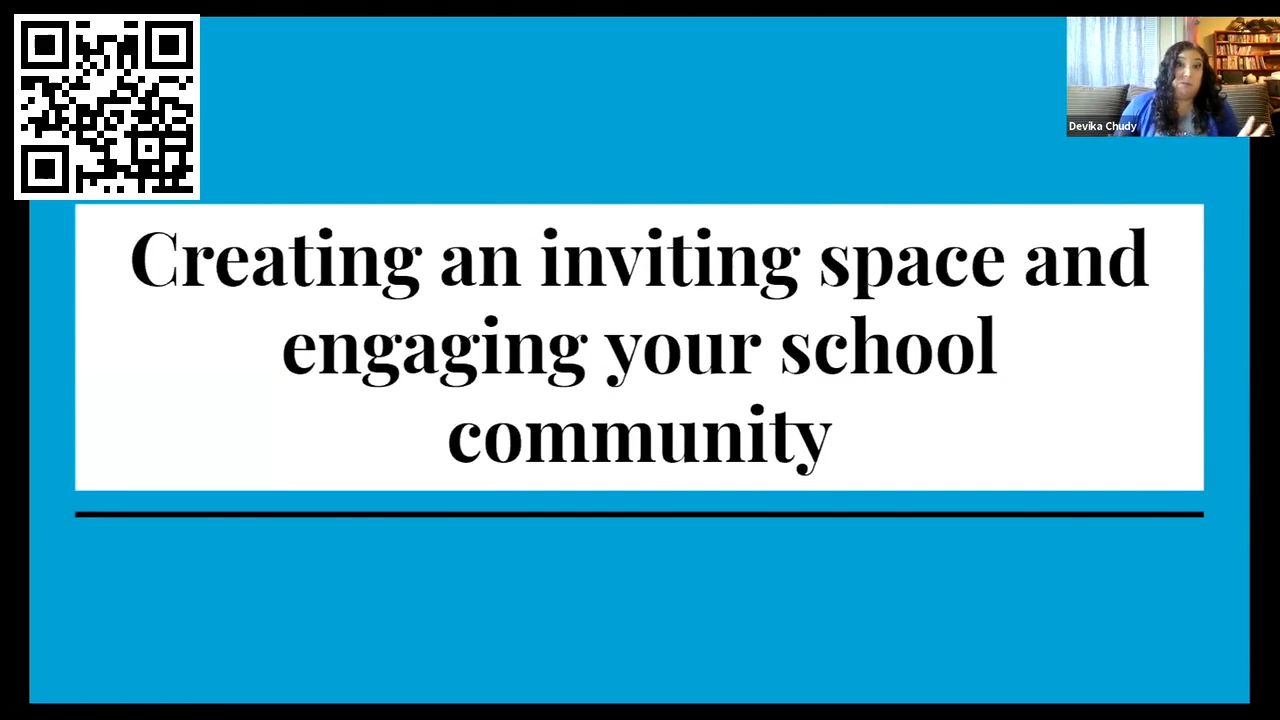 Devika Chudy
Creating an inviting space and
engaging your school
community